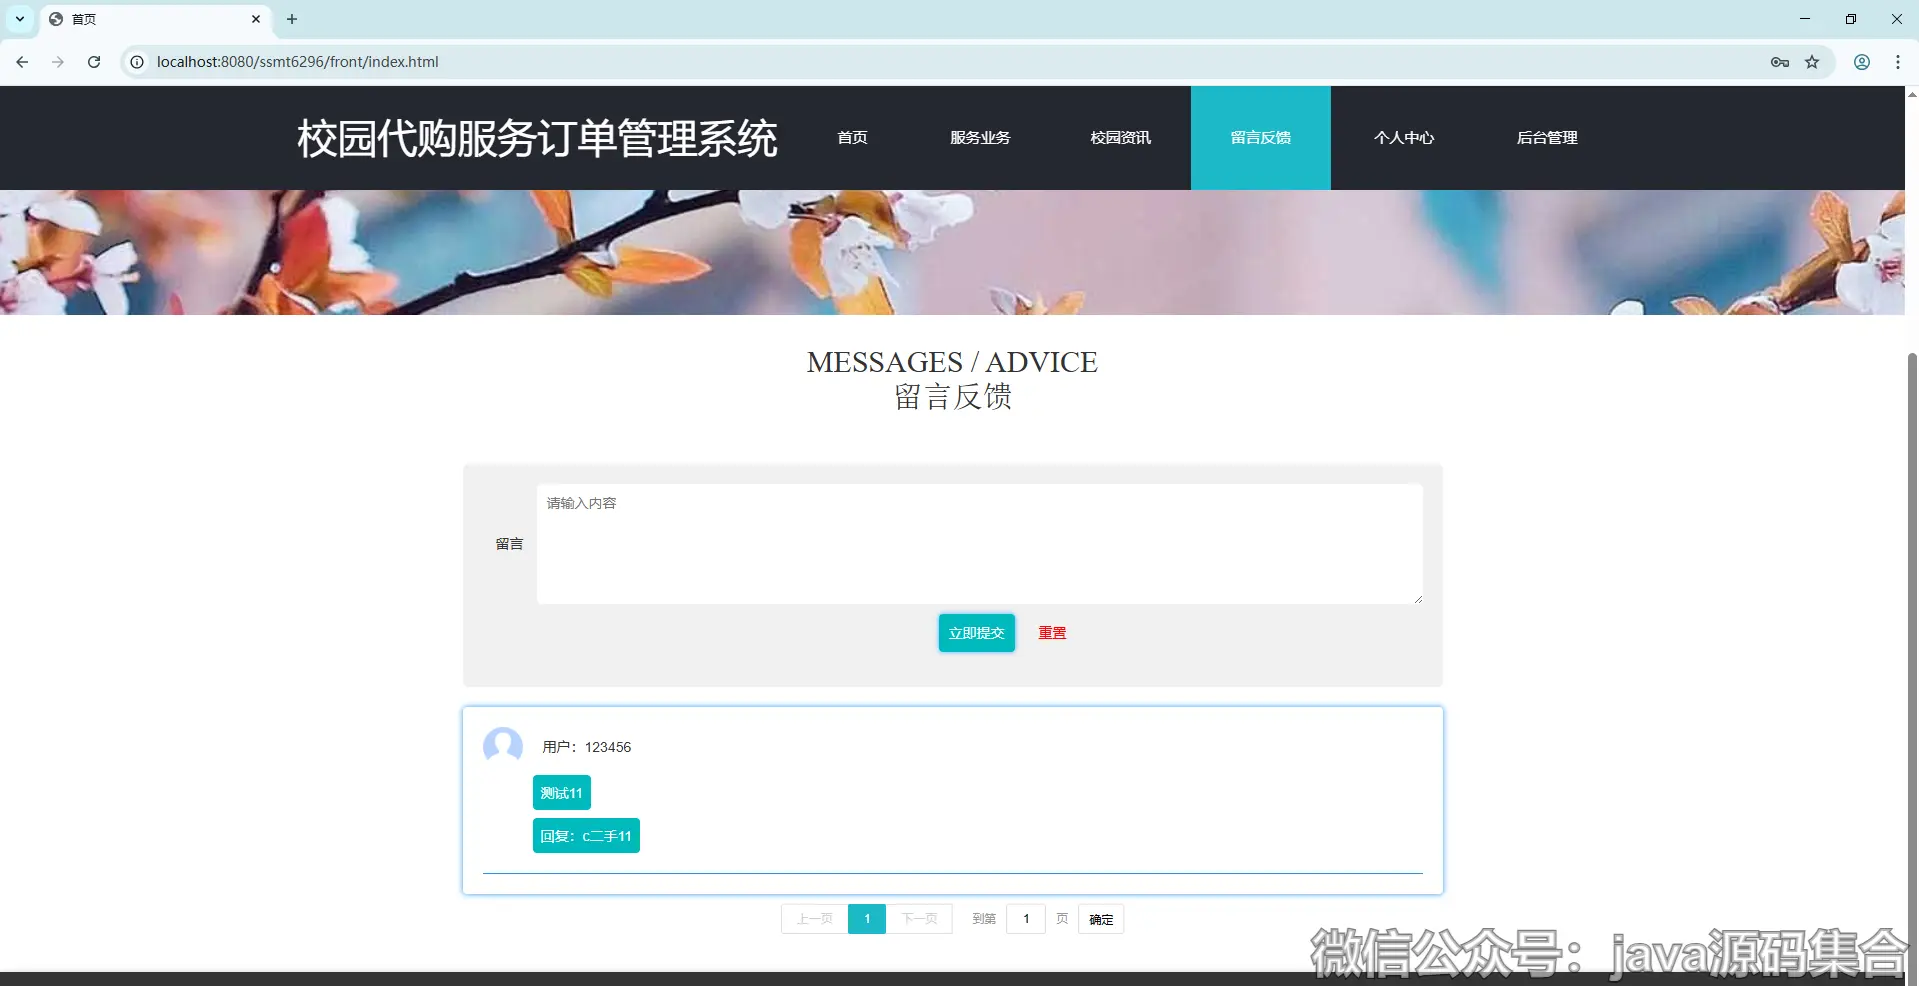 首页
localhost:8080/ssmt6296/front/index.html
校园代购服务订单管理系统
首页 服务业务 校园资讯 留言反馈 个人中心 后台管理
MESSAGES / ADVICE
留言反馈
请输入内容
留言
立即提交 重置
用户：123456
测试11
回复：c二手11
上一页 1 下一页 到第 1 页 确定
微信公众号：java源码集合